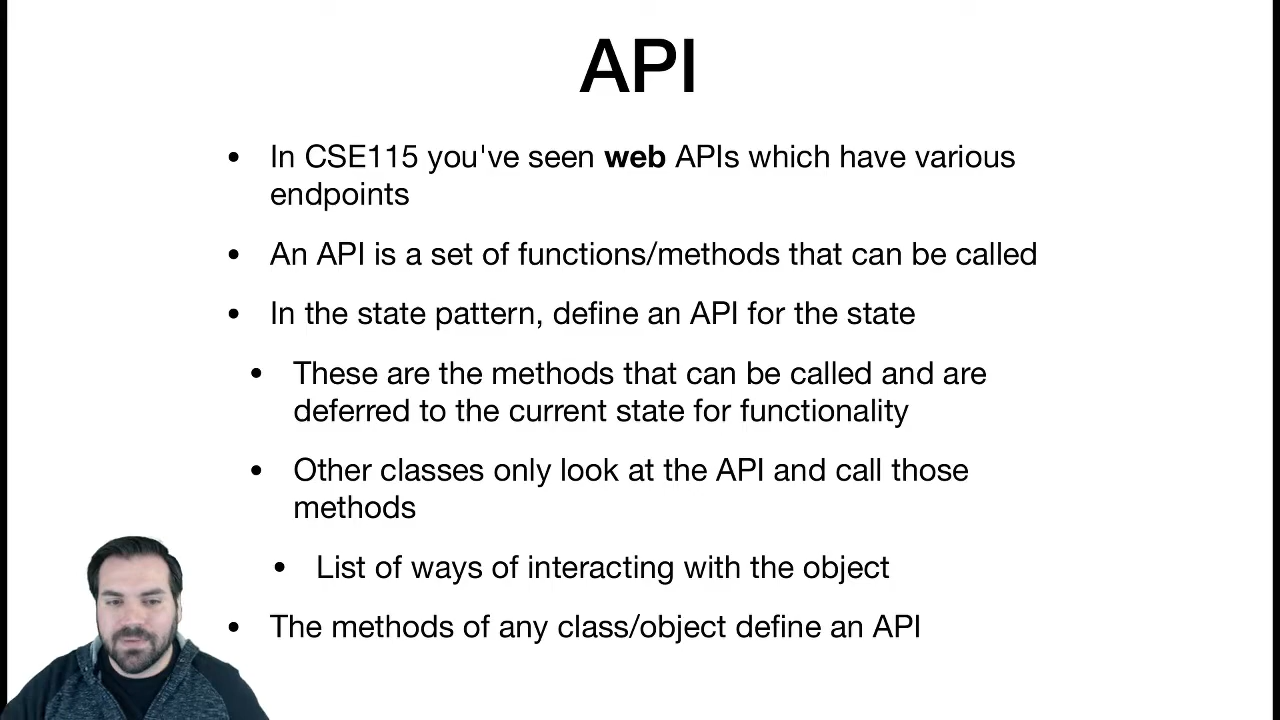 API
• In CSE115 you've seen web APIs which have various
endpoints
• An API is a set of functions/methods that can be called
• In the state pattern, define an API for the state
• These are the methods that can be called and are
deferred to the current state for functionality
• Other classes only look at the API and call those
methods
• List of ways of interacting with the object
• The methods of any class/object define an API